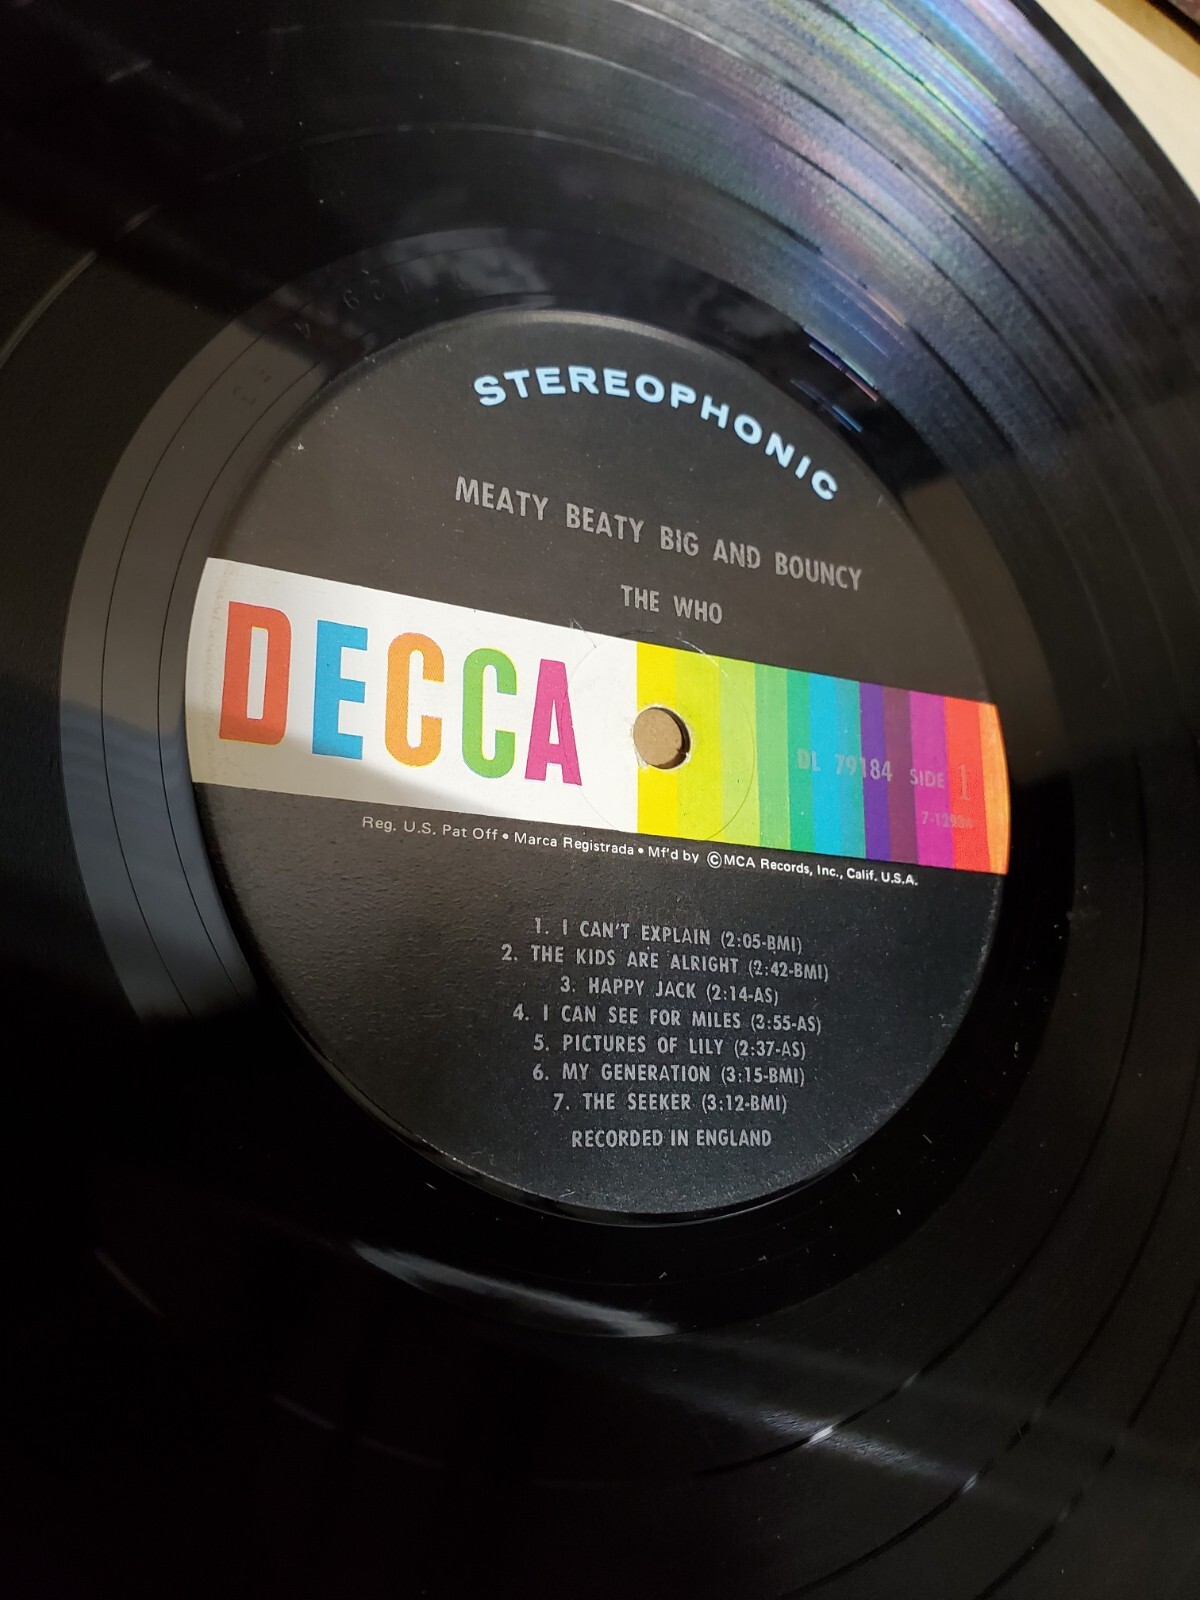 STEREOPHONIC
MEATY BEATY BIG AND BOUNCY
THE WHO
DECCA
DL 79184 SIDE 1
Reg. U.S. Pat Off • Marca Registrada • Mf'd by ©MCA Records, Inc., Calif. U.S.A.
1. I CAN'T EXPLAIN (2:05-BMI)
2. THE KIDS ARE ALRIGHT (2:42-BMI)
3. HAPPY JACK (2:14-AS)
4. I CAN SEE FOR MILES (3:55-AS)
5. PICTURES OF LILY (2:37-AS)
6. MY GENERATION (3:15-BMI)
7. THE SEEKER (3:12-BMI)
RECORDED IN ENGLAND